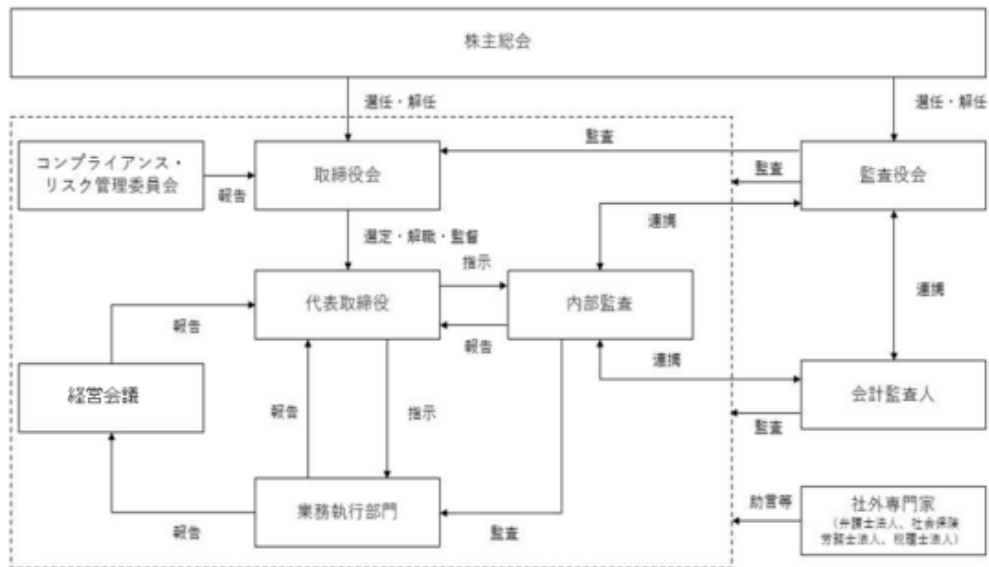 株主総会
選任・解任
選任・解任
監査
コンプライアンス・
リスク管理委員会
報告
取締役会
監査
監査役会
連携
選定・解職・監督
指示
代表取締役
内部監査
連携
報告
報告
連携
経営会議
報告
指示
会計監査人
監査
業務執行部門
報告
監査
助言等
社外専門家
（弁護士法人、社会保険
労務士法人、税理士法人）